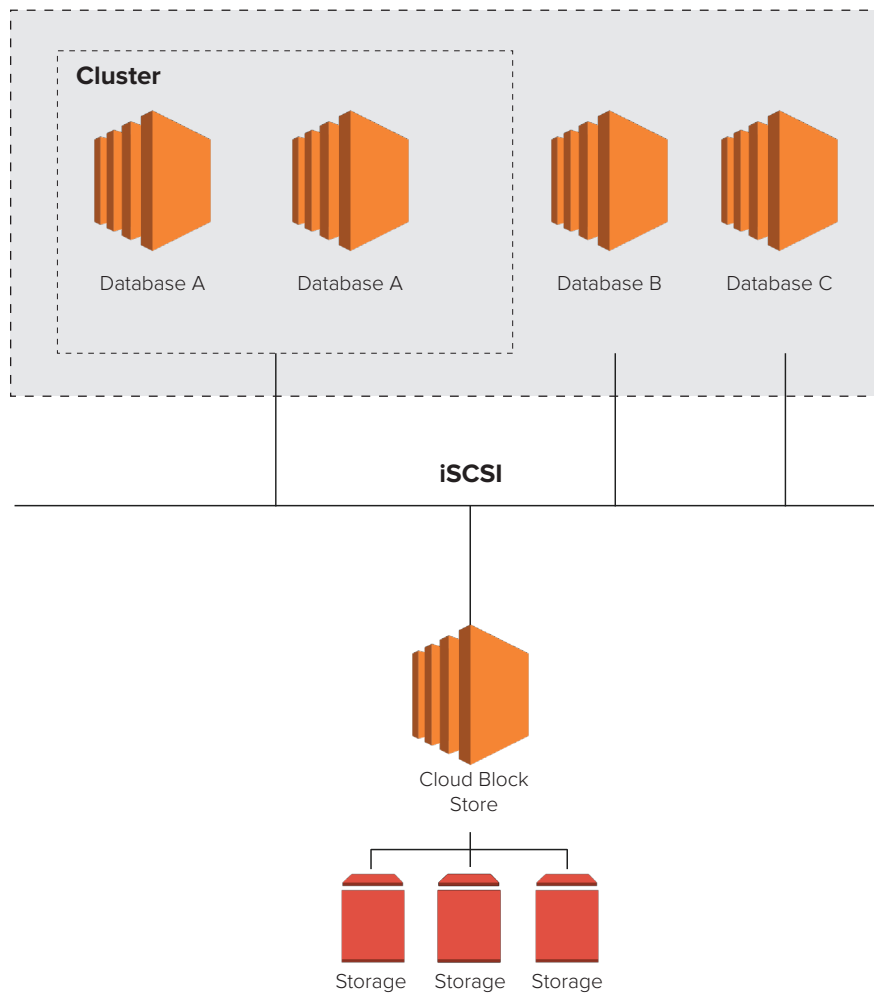 Cluster
Database A
Database A
Database B
Database C
iSCSI
Cloud Block
Store
Storage
Storage
Storage